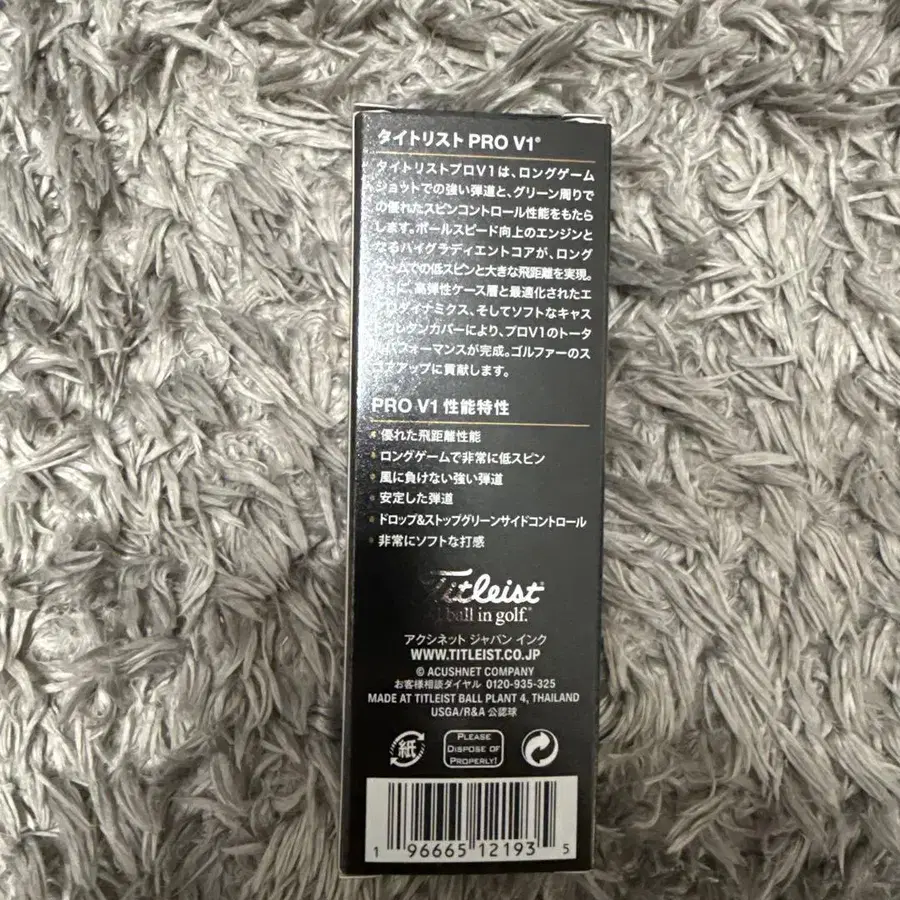 タイトリスト PRO V1®
タイトリストプロV1は、ロングゲーム
ショットでの強い弾道と、グリーン周りで
の優れたスピンコントロール性能をもたら
します。ボールスピード向上のエンジンと
なるハイグラディエントコアが、ロング
ゲームでの低スピンと大きな飛距離を実現。
さらに、高弾性ケース層と最適化されたエ
アロダイナミクス、そしてソフトなキャス
トウレタンカバーにより、プロV1のトータ
ルパフォーマンスが完成。ゴルファーのス
コアアップに貢献します。
PRO V1 性能特性
• 優れた飛距離性能
• ロングゲームで非常に低スピン
• 風に負けない強い弾道
• 安定した弾道
• ドロップ&ストップグリーンサイドコントロール
• 非常にソフトな打感
Titleist®
ball in golf.®
アクシネット ジャパン インク
WWW.TITLEIST.CO.JP
© ACUSHNET COMPANY
お客様相談ダイヤル 0120-935-325
MADE AT TITLEIST BALL PLANT 4, THAILAND
USGA/R&A 公認球
紙
PLEASE
DISPOSE OF
PROPERLY!
1 96665 12193 5